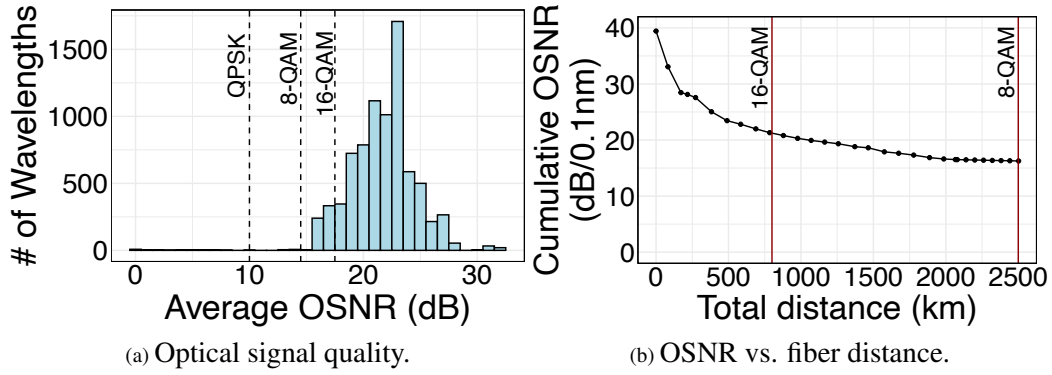 # of Wavelengths
1500
1000
500
0
QPSK
8-QAM
16-QAM
0
10
20
30
Average OSNR (dB)
(a) Optical signal quality.
Cumulative OSNR
(dB/0.1nm)
40
30
20
10
0
16-QAM
8-QAM
0
500
1000
1500
2000
2500
Total distance (km)
(b) OSNR vs. fiber distance.